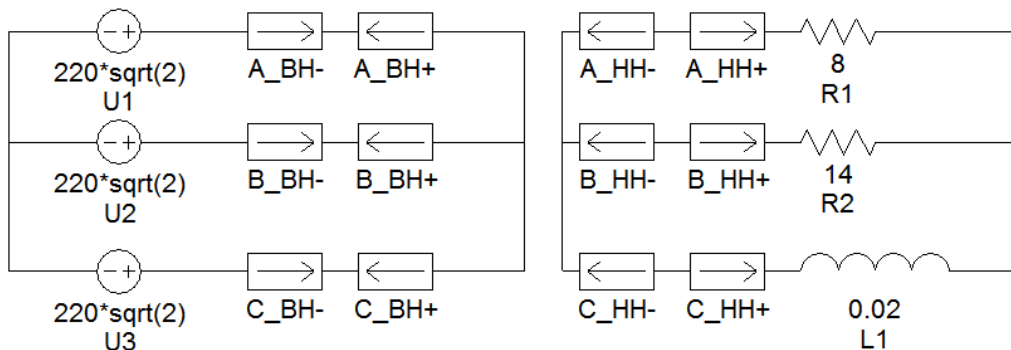 220*sqrt(2)
U1
A_BH-
A_BH+
A_HH-
A_HH+
8
R1
220*sqrt(2)
U2
B_BH-
B_BH+
B_HH-
B_HH+
14
R2
220*sqrt(2)
U3
C_BH-
C_BH+
C_HH-
C_HH+
0.02
L1